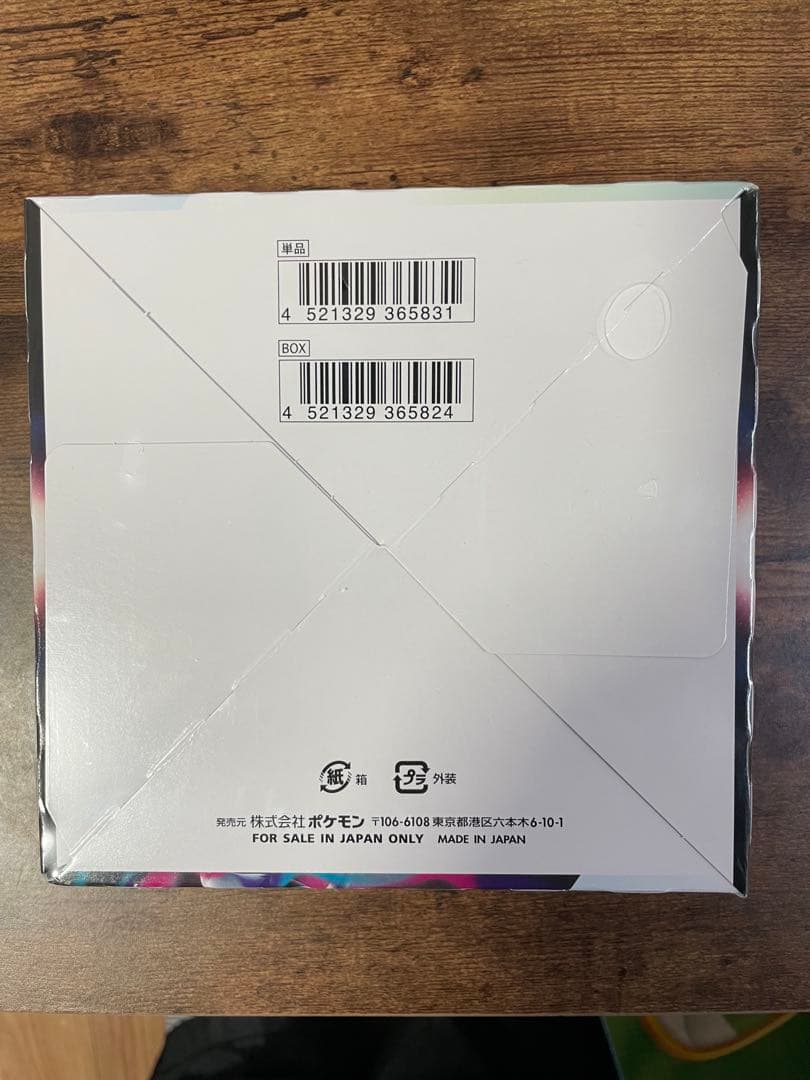 単品
4 521329 365831
BOX
4 521329 365824
紙 箱 プラ 外装
発売元 株式会社 ポケモン 〒106-6108 東京都港区六本木6-10-1
FOR SALE IN JAPAN ONLY MADE IN JAPAN